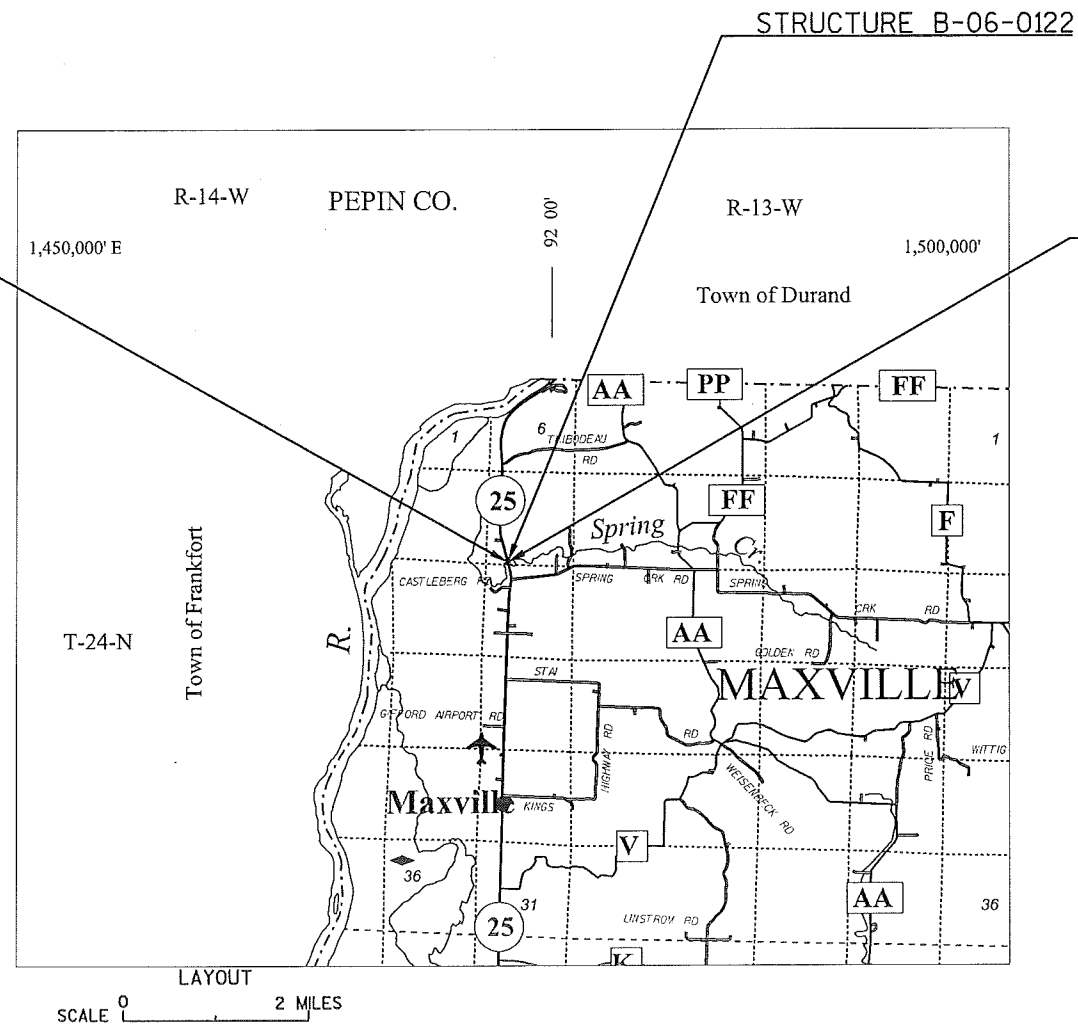 STRUCTURE B-06-0122
R-14-W
PEPIN CO.
92 00'
R-13-W
1,450,000' E
1,500,000'
Town of Durand
AA
PP
FF
1
6
THIBODEAU
RD
1
25
FF
F
Spring
Cr.
CASTLEBERG
SPRING CRK RD
SPRING
CRK RD
Town of Frankfort
T-24-N
R.
AA
GOLDEN RD
MAXVILLE
V
GIFFORD AIRPORT RD
HIGHWAY RD
RD
PRICE RD
WITTIG
WEISENBECK RD
Maxville
KINGS
V
36
31
AA
36
25
LINSTROM RD
K
LAYOUT
SCALE 0 2 MILES